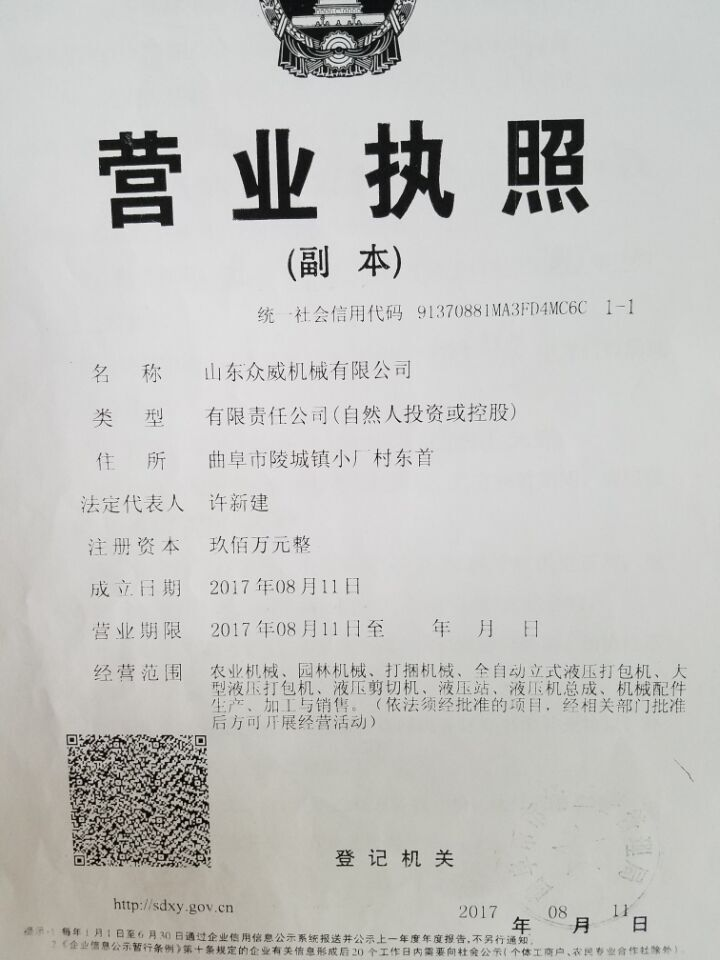 营业执照
(副 本)
统一社会信用代码 91370881MA3FD4MC6C 1-1
名 称 山东众威机械有限公司
类 型 有限责任公司(自然人投资或控股)
住 所 曲阜市陵城镇小厂村东首
法定代表人 许新建
注册资本 玖佰万元整
成立日期 2017年08月11日
营业期限 2017年08月11日至 年 月 日
经营范围 农业机械、园林机械、打捆机械、全自动立式液压打包机、大
型液压打包机、液压剪切机、液压站、液压机总成、机械配件
生产、加工与销售。（依法须经批准的项目，经相关部门批准
后方可开展经营活动）
登记机关
http://sdxy.gov.cn
2017 年 08 月 11 日
提示:1.每年1月1日至6月30日通过企业信用信息公示系统报送并公示上一年度年度报告,不另行通知。
2.《企业信息公示暂行条例》第十条规定的企业有关信息形成后20个工作日内需要向社会公示(个体工商户、农民专业合作社除外)。